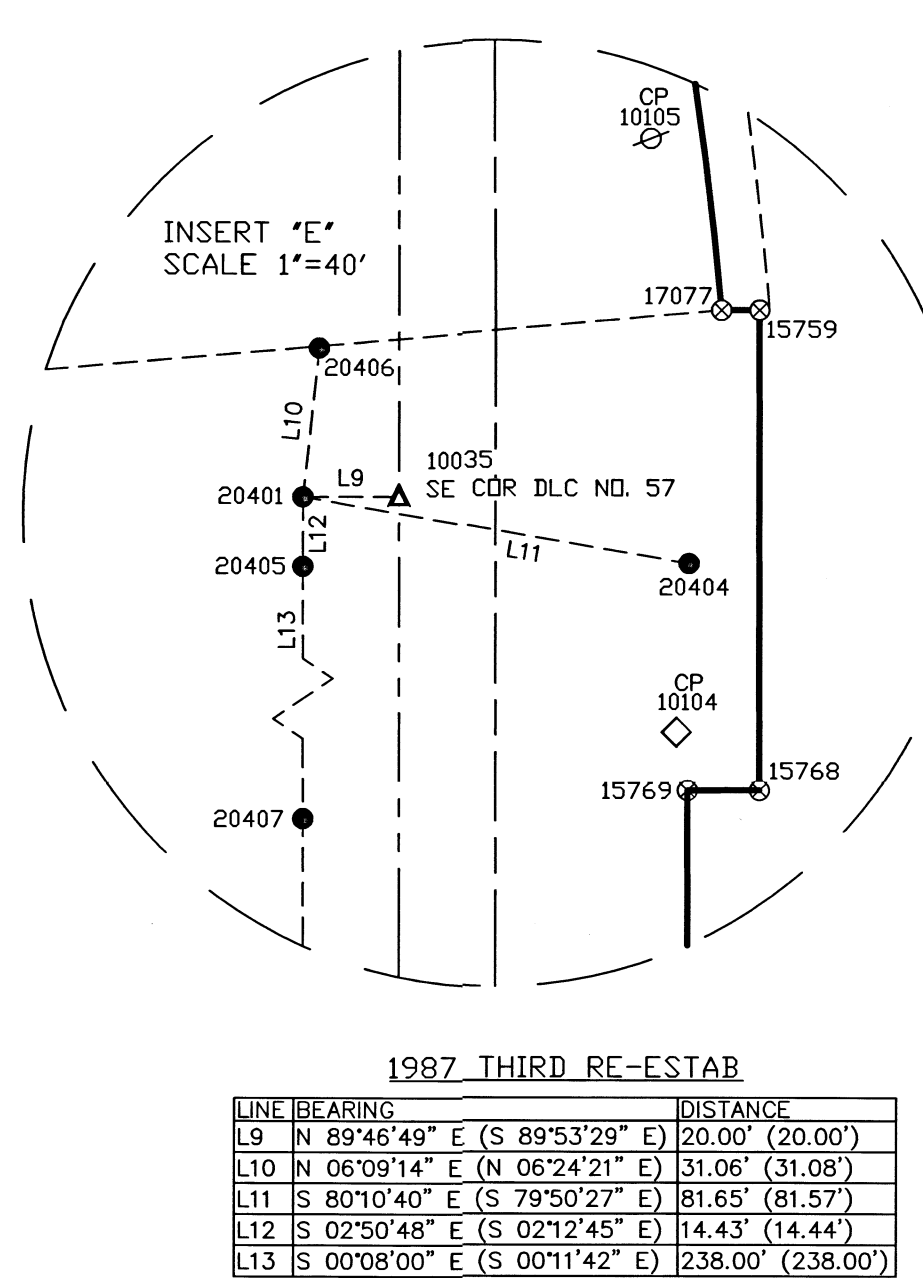 CP
10105
INSERT "E"
SCALE 1"=40'
17077
15759
20406
L10
10035
L9
20401
SE COR DLC NO. 57
L12
L11
20405
20404
L13
CP
10104
15768
15769
20407
1987 THIRD RE-ESTAB
LINE BEARING DISTANCE
L9 N 89°46'49" E (S 89°53'29" E) 20.00' (20.00')
L10 N 06°09'14" E (N 06°24'21" E) 31.06' (31.08')
L11 S 80°10'40" E (S 79°50'27" E) 81.65' (81.57')
L12 S 02°50'48" E (S 02°12'45" E) 14.43' (14.44')
L13 S 00°08'00" E (S 00°11'42" E) 238.00' (238.00')